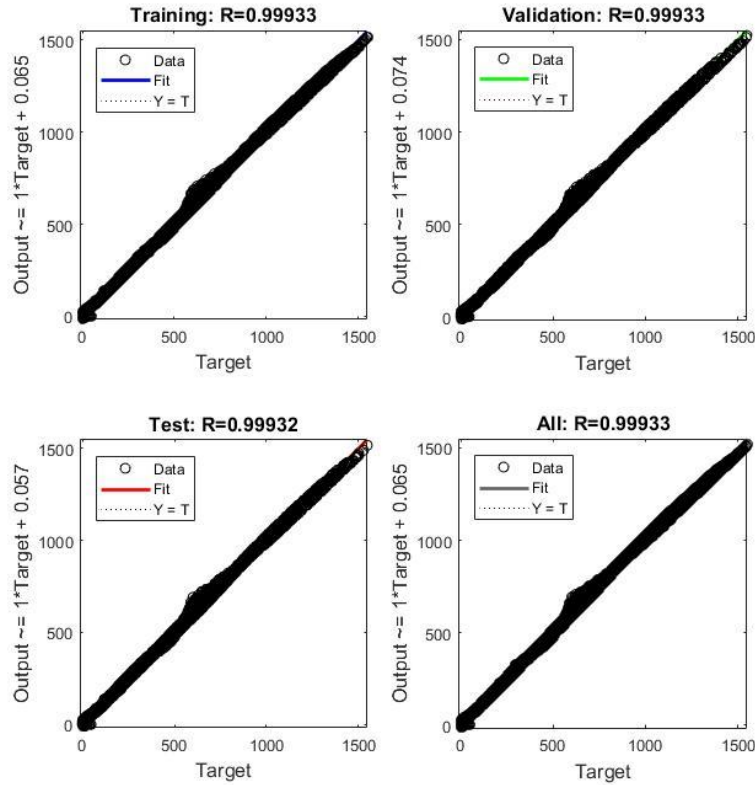 Training: R=0.99933
Output ~= 1*Target + 0.065
1500
1000
500
0
Data
Fit
Y = T
0
500
1000
1500
Target
Validation: R=0.99933
Output ~= 1*Target + 0.074
1500
1000
500
0
Data
Fit
Y = T
0
500
1000
1500
Target
Test: R=0.99932
Output ~= 1*Target + 0.057
1500
1000
500
0
Data
Fit
Y = T
0
500
1000
1500
Target
All: R=0.99933
Output ~= 1*Target + 0.065
1500
1000
500
0
Data
Fit
Y = T
0
500
1000
1500
Target